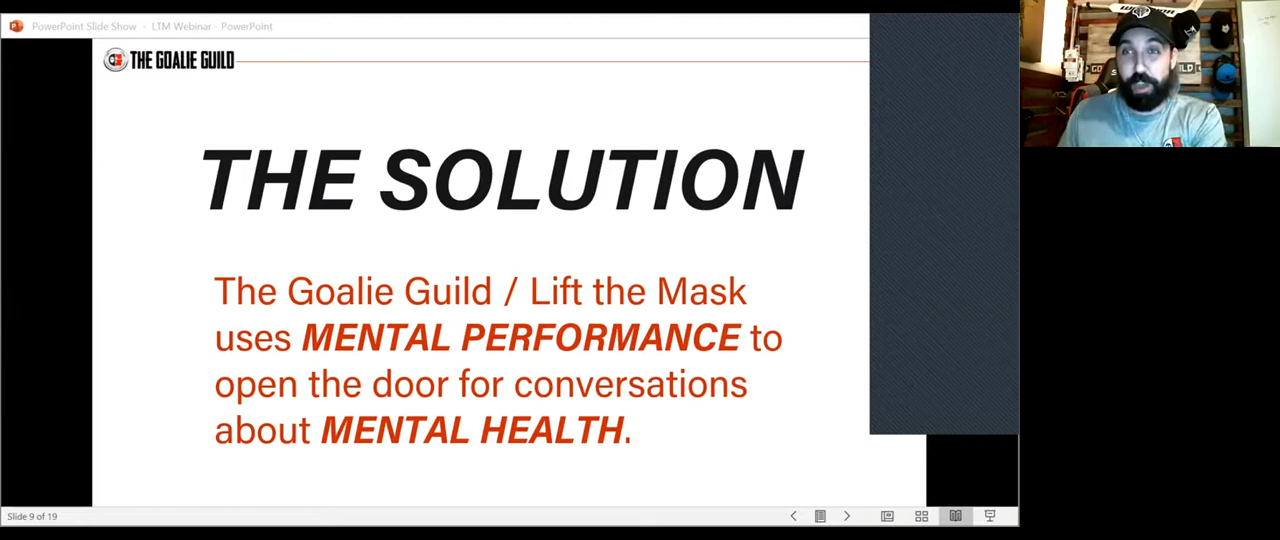 PowerPoint Slide Show - LTM Webinar - PowerPoint
THE GOALIE GUILD
THE SOLUTION
The Goalie Guild / Lift the Mask
uses MENTAL PERFORMANCE to
open the door for conversations
about MENTAL HEALTH.
Slide 9 of 19